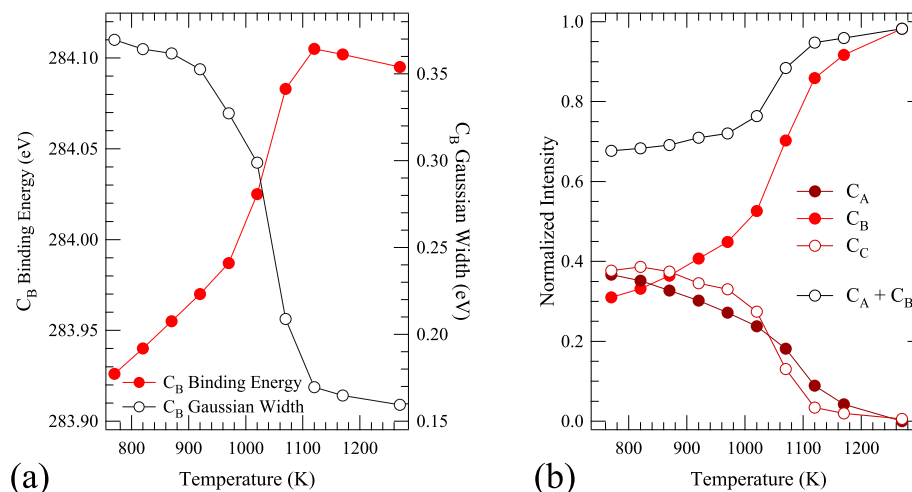 284.10
284.05
284.00
283.95
283.90
C_B Binding Energy (eV)
0.35
0.30
0.25
0.20
0.15
C_B Gaussian Width (eV)
C_B Binding Energy
C_B Gaussian Width
800 900 1000 1100 1200
Temperature (K)
(a)
1.0
0.8
0.6
0.4
0.2
0.0
Normalized Intensity
C_A
C_B
C_C
C_A + C_B
800 900 1000 1100 1200
Temperature (K)
(b)